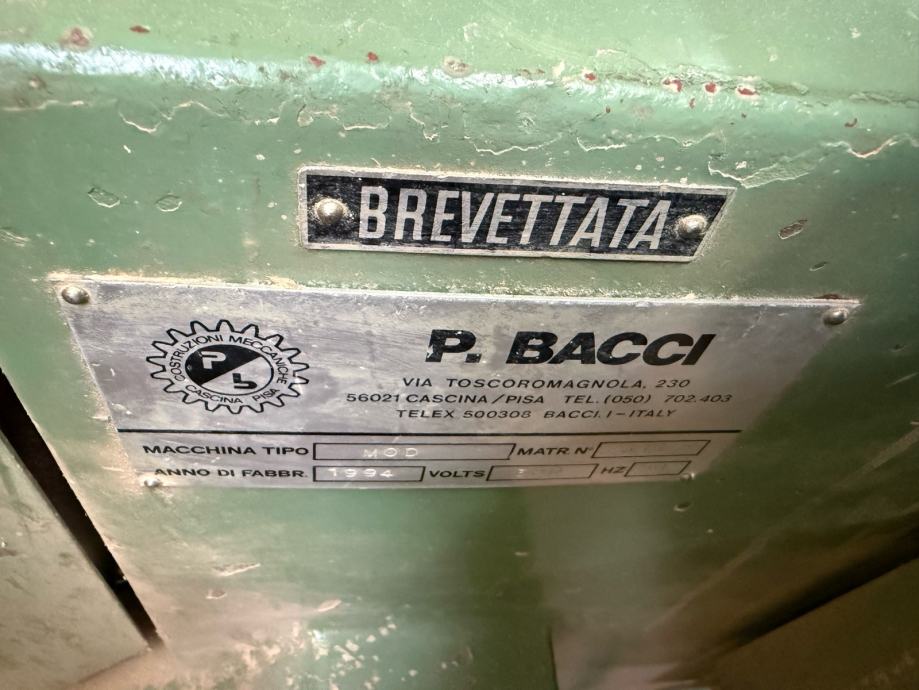 BREVETTATA
COSTRUZIONI MECCANICHE
P b
CASCINA PISA
P. BACCI
VIA TOSCOROMAGNOLA, 230
56021 CASCINA/PISA TEL. (050) 702.403
TELEX 500308 BACCI. I-ITALY
MACCHINA TIPO MOD MATR. N°
ANNO DI FABBR. 1994 VOLTS HZ